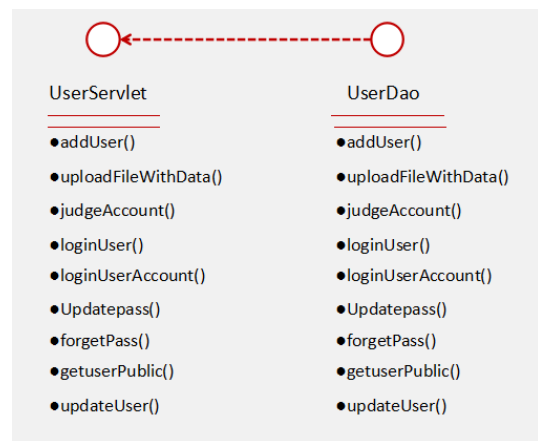 UserServlet
UserDao
●addUser()
●uploadFileWithData()
●judgeAccount()
●loginUser()
●loginUserAccount()
●Updatepass()
●forgetPass()
●getuserPublic()
●updateUser()
●addUser()
●uploadFileWithData()
●judgeAccount()
●loginUser()
●loginUserAccount()
●Updatepass()
●forgetPass()
●getuserPublic()
●updateUser()